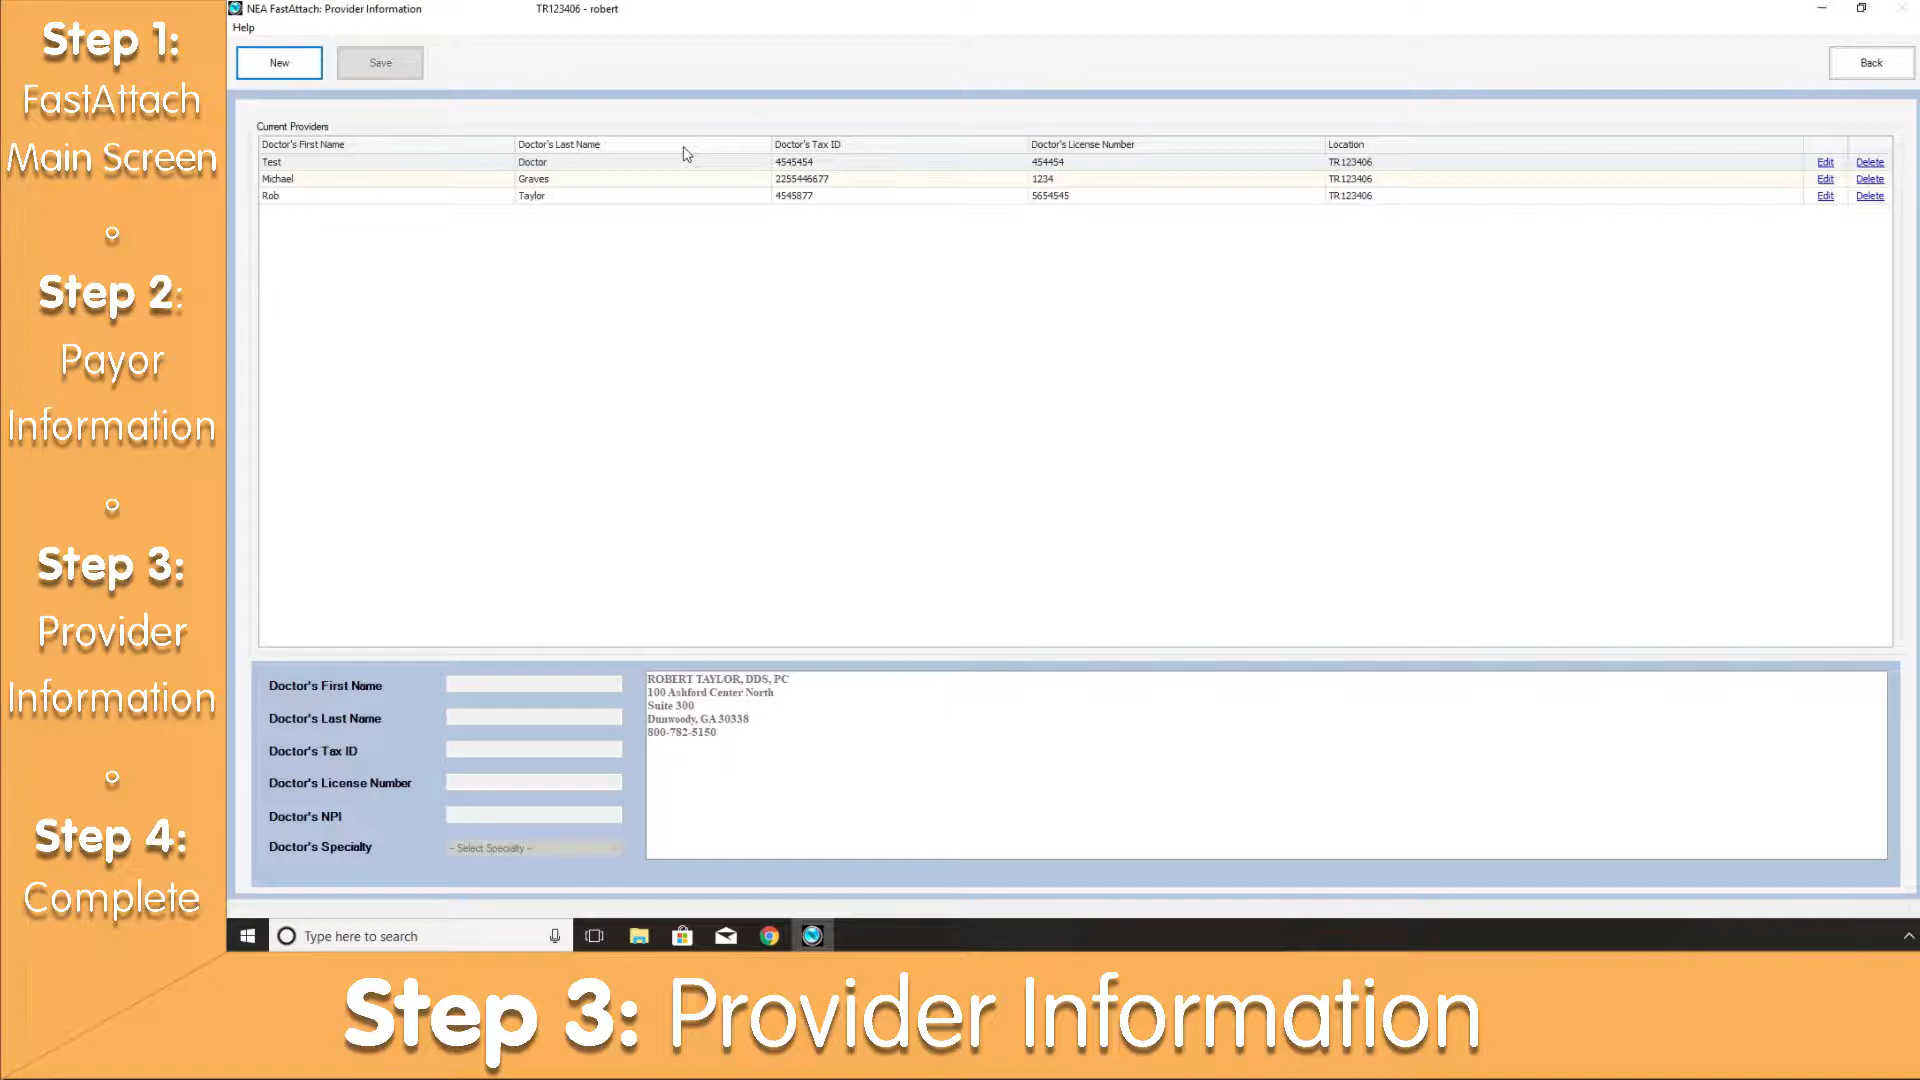 Step 1:
FastAttach
Main Screen
Step 2:
Payor
Information
Step 3:
Provider
Information
Step 4:
Complete
NEA FastAttach: Provider Information TR123406 - robert
Help
New Save Back
Current Providers
Doctor's First Name Doctor's Last Name Doctor's Tax ID Doctor's License Number Location
Test Doctor 4545454 454454 TR123406 Edit Delete
Michael Graves 2255446677 1234 TR123406 Edit Delete
Rob Taylor 4545877 5654545 TR123406 Edit Delete
Doctor's First Name
Doctor's Last Name
Doctor's Tax ID
Doctor's License Number
Doctor's NPI
Doctor's Specialty -- Select Specialty --
ROBERT TAYLOR, DDS, PC
100 Ashford Center North
Suite 300
Dunwoody, GA 30338
800-782-5150
Type here to search
Step 3: Provider Information